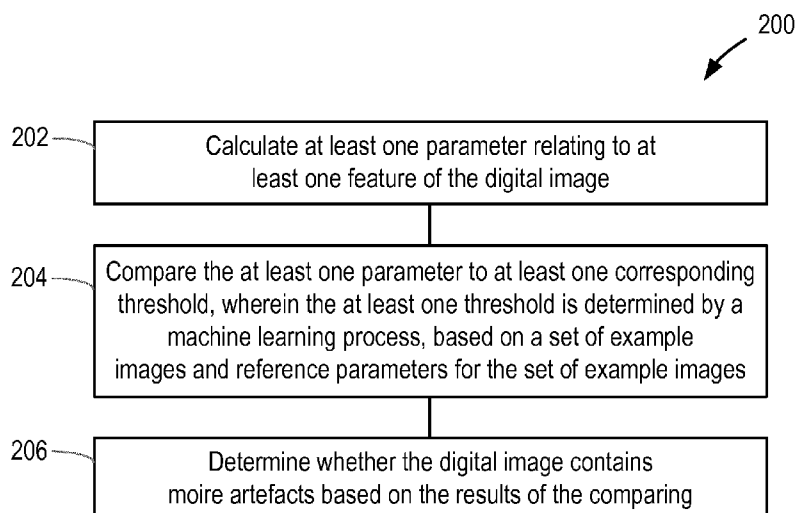 200
202
Calculate at least one parameter relating to at
least one feature of the digital image
204
Compare the at least one parameter to at least one corresponding
threshold, wherein the at least one threshold is determined by a
machine learning process, based on a set of example
images and reference parameters for the set of example images
206
Determine whether the digital image contains
moire artefacts based on the results of the comparing